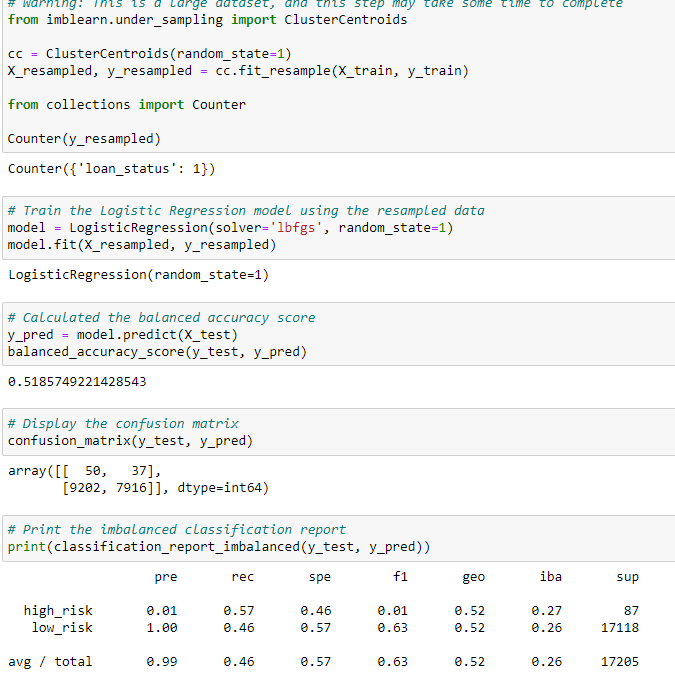 # Warning: This is a large dataset, and this step may take some time to complete
from imblearn.under_sampling import ClusterCentroids
cc = ClusterCentroids(random_state=1)
X_resampled, y_resampled = cc.fit_resample(X_train, y_train)
from collections import Counter
Counter(y_resampled)
Counter({'loan_status': 1})
# Train the Logistic Regression model using the resampled data
model = LogisticRegression(solver='lbfgs', random_state=1)
model.fit(X_resampled, y_resampled)
LogisticRegression(random_state=1)
# Calculated the balanced accuracy score
y_pred = model.predict(X_test)
balanced_accuracy_score(y_test, y_pred)
0.5185749221428543
# Display the confusion matrix
confusion_matrix(y_test, y_pred)
array([[  50,   37],
       [9202, 7916]], dtype=int64)
# Print the imbalanced classification report
print(classification_report_imbalanced(y_test, y_pred))
pre rec spe f1 geo iba sup
high_risk 0.01 0.57 0.46 0.01 0.52 0.27 87
low_risk 1.00 0.46 0.57 0.63 0.52 0.26 17118
avg / total 0.99 0.46 0.57 0.63 0.52 0.26 17205